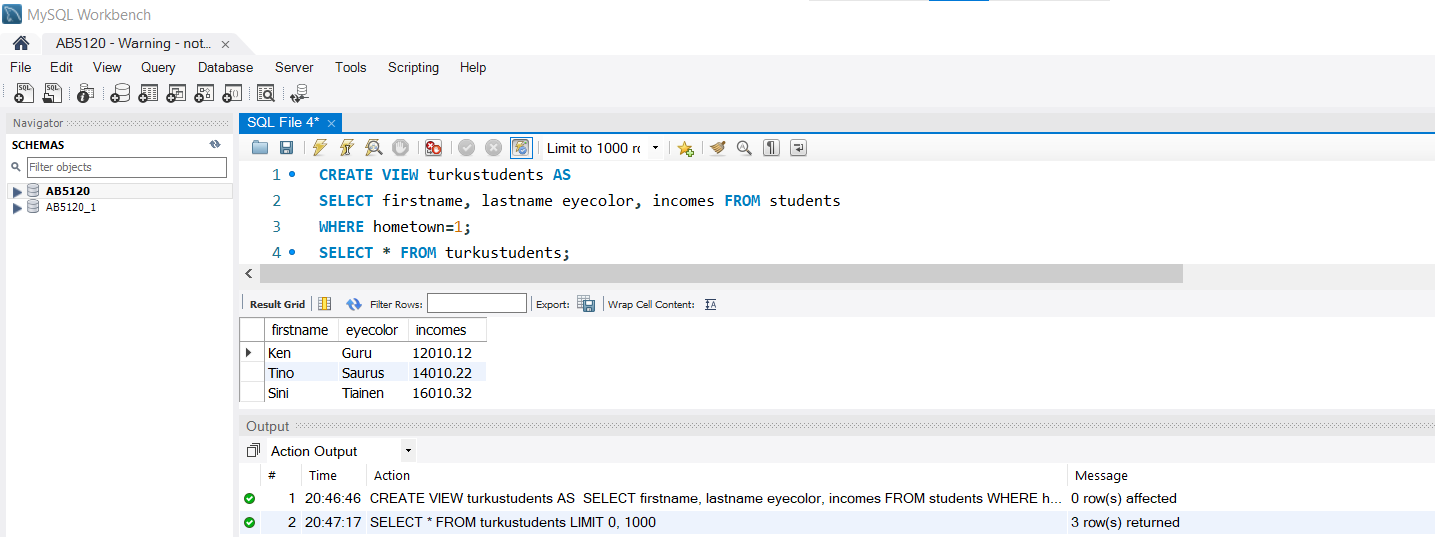 MySQL Workbench
AB5120 - Warning - not... ×
File Edit View Query Database Server Tools Scripting Help
Navigator
SQL File 4* ×
SCHEMAS
Filter objects
Limit to 1000 rc
AB5120
AB5120_1
1 CREATE VIEW turkustudents AS
2 SELECT firstname, lastname eyecolor, incomes FROM students
3 WHERE hometown=1;
4 SELECT * FROM turkustudents;
Result Grid Filter Rows: Export: Wrap Cell Content:
firstname eyecolor incomes
Ken Guru 12010.12
Tino Saurus 14010.22
Sini Tiainen 16010.32
Output
Action Output
# Time Action Message
1 20:46:46 CREATE VIEW turkustudents AS SELECT firstname, lastname eyecolor, incomes FROM students WHERE h... 0 row(s) affected
2 20:47:17 SELECT * FROM turkustudents LIMIT 0, 1000 3 row(s) returned